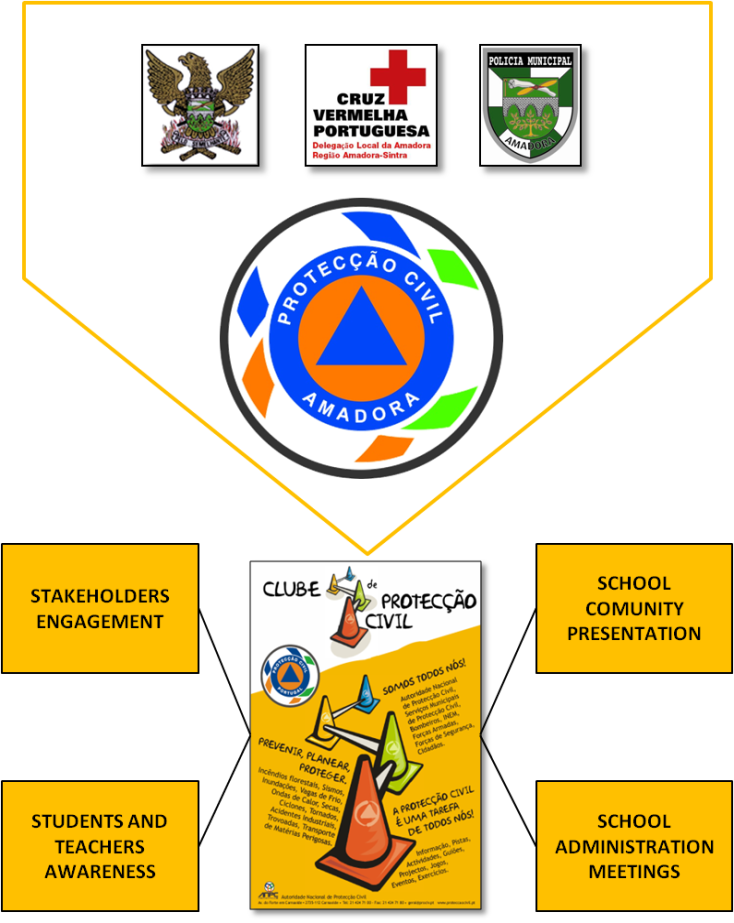 CRUZ
VERMELHA
PORTUGUESA
Delegação Local da Amadora
Região Amadora-Sintra
POLICIA MUNICIPAL
AMADORA
PROTECÇÃO CIVIL
AMADORA
STAKEHOLDERS
ENGAGEMENT
STUDENTS AND
TEACHERS
AWARENESS
CLUBE de PROTECÇÃO
CIVIL
PROTECÇÃO CIVIL
PORTUGAL
SOMOS TODOS NÓS!
Autoridade Nacional
de Protecção Civil,
Serviços Municipais
de Protecção Civil,
Bombeiros, INEM,
Forças Armadas,
Forças de Segurança,
Cidadãos.
PREVENIR, PLANEAR,
PROTEGER.
Incêndios florestais, Sismos,
Inundações, Vagas de Frio,
Ondas de Calor, Secas,
Ciclones, Tornados,
Acidentes Industriais,
Trovoadas, Transporte
de Matérias Perigosas.
A PROTECÇÃO CIVIL
É UMA TAREFA
DE TODOS NÓS!
Informação, Pistas,
Actividades, Guiões,
Projectos, Jogos,
Eventos, Exercícios.
Autoridade Nacional de Protecção Civil
SCHOOL
COMUNITY
PRESENTATION
SCHOOL
ADMINISTRATION
MEETINGS